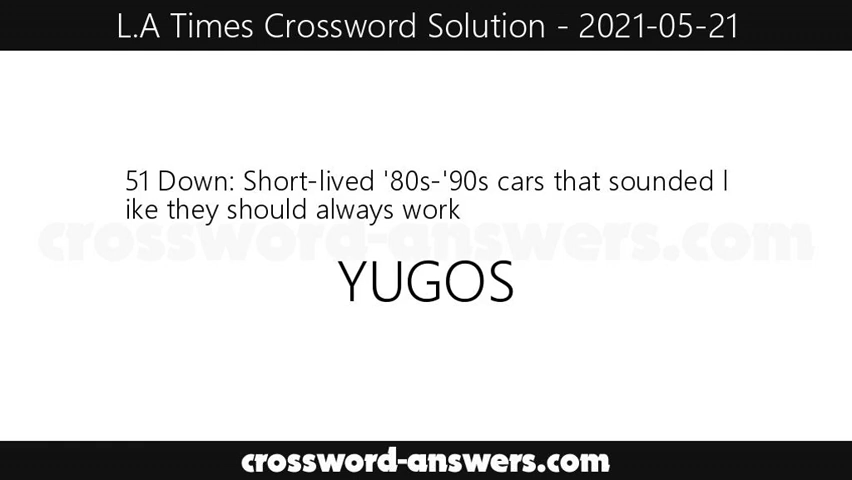 L.A Times Crossword Solution - 2021-05-21
51 Down: Short-lived '80s-'90s cars that sounded l
ike they should always work
crossword-answers.com
YUGOS
crossword-answers.com